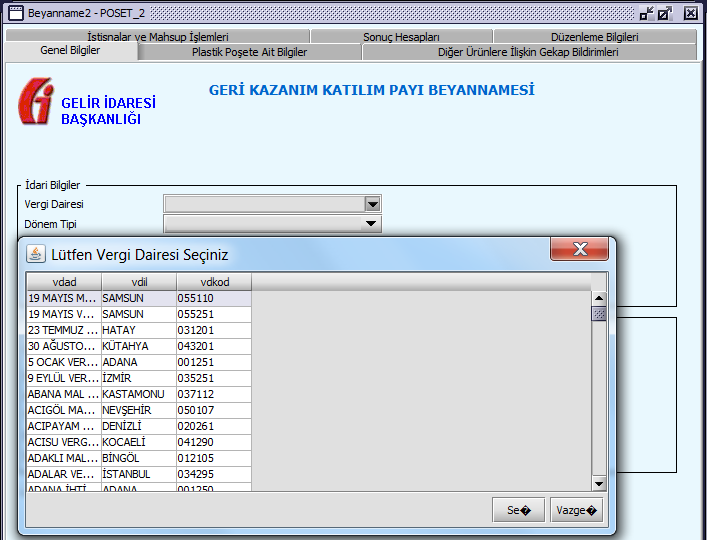 Beyanname2 - POSET_2
İstisnalar ve Mahsup İşlemleri Sonuç Hesapları Düzenleme Bilgileri
Genel Bilgiler Plastik Poşete Ait Bilgiler Diğer Ürünlere İlişkin Gekap Bildirimleri
GERİ KAZANIM KATILIM PAYI BEYANNAMESİ
GELİR İDARESİ
BAŞKANLIĞI
İdari Bilgiler
Vergi Dairesi
Dönem Tipi
Lütfen Vergi Dairesi Seçiniz
vdad vdil vdkod
19 MAYIS M... SAMSUN 055110
19 MAYIS V... SAMSUN 055251
23 TEMMUZ ... HATAY 031201
30 AĞUSTO... KÜTAHYA 043201
5 OCAK VER... ADANA 001251
9 EYLÜL VER... İZMİR 035251
ABANA MAL ... KASTAMONU 037112
ACIGÖL MA... NEVŞEHİR 050107
ACIPAYAM ... DENİZLİ 020261
ACISU VERG... KOCAELİ 041290
ADAKLI MAL... BİNGÖL 012105
ADALAR VE... İSTANBUL 034295
ADANA İHTİ... ADANA 001250
Se� Vazge�